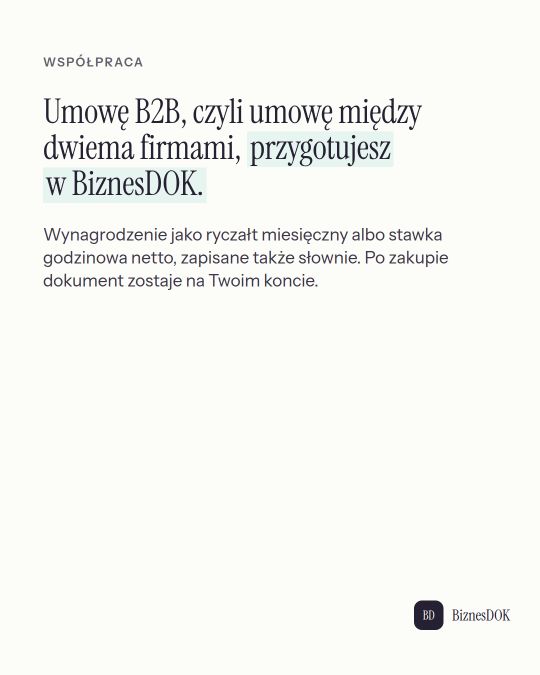 WSPÓŁPRACA
Umowę B2B, czyli umowę między
dwiema firmami, przygotujesz
w BiznesDOK.
Wynagrodzenie jako ryczałt miesięczny albo stawka
godzinowa netto, zapisane także słownie. Po zakupie
dokument zostaje na Twoim koncie.
BD BiznesDOK